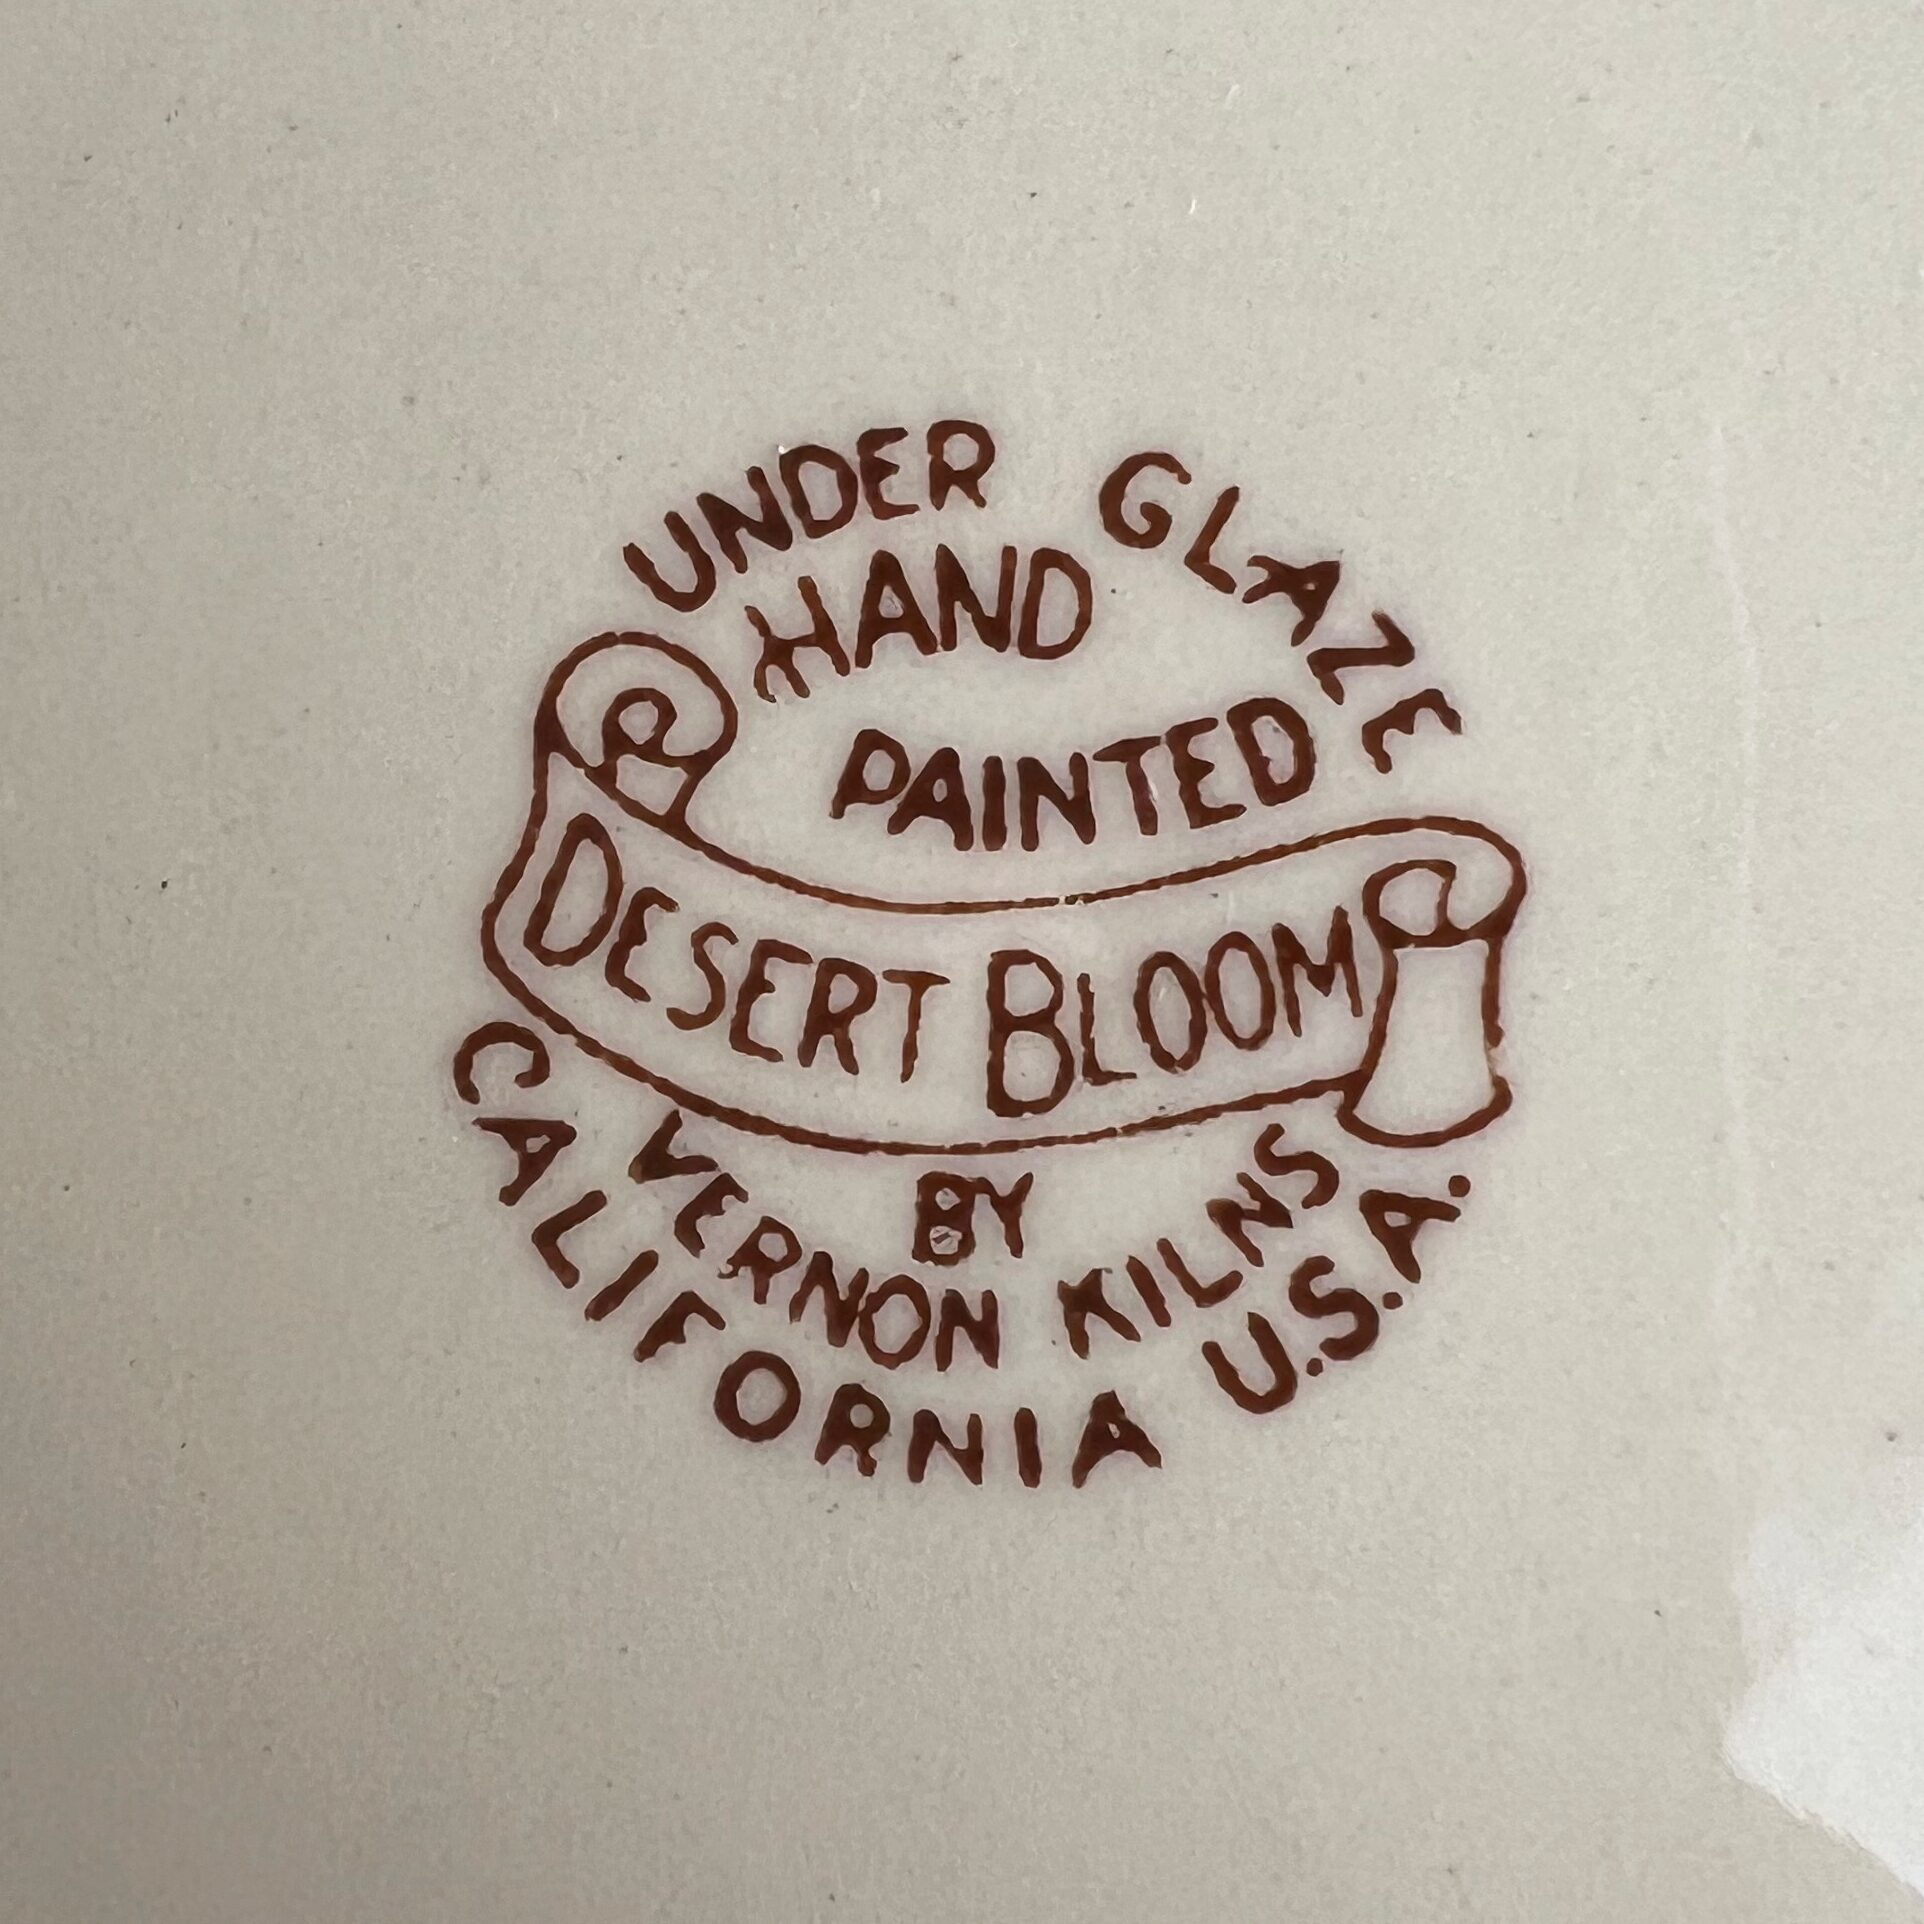 UNDER GLAZE
HAND
PAINTED
DESERT BLOOM
BY
VERNON KILNS
CALIFORNIA U.S.A.